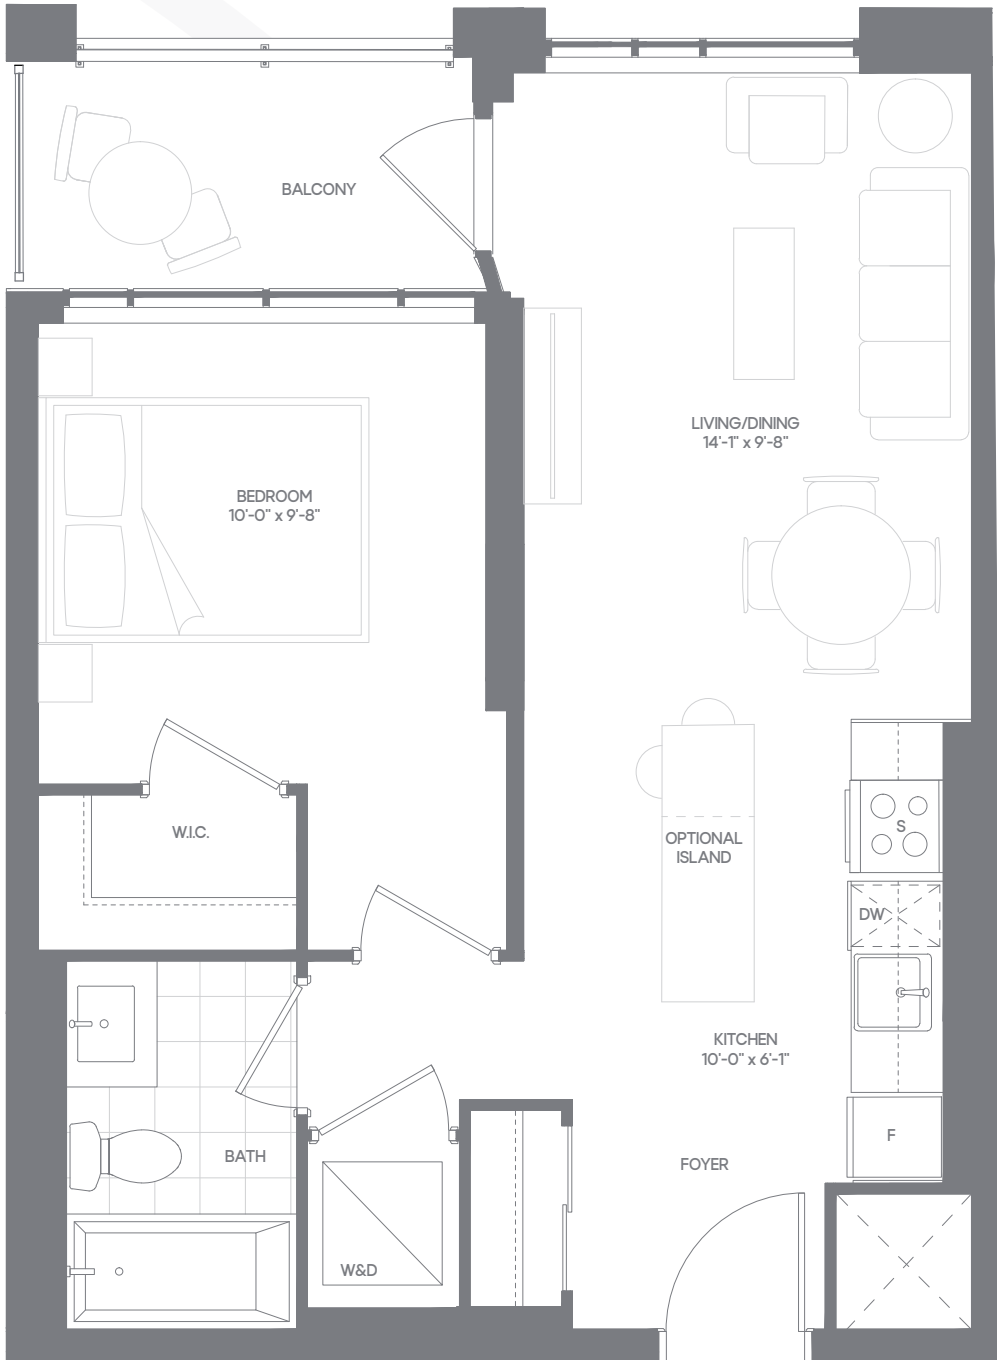 BALCONY
LIVING/DINING
14'-1" x 9'-8"
BEDROOM
10'-0" x 9'-8"
W.I.C.
S
OPTIONAL
ISLAND
DW
KITCHEN
10'-0" x 6'-1"
F
BATH
FOYER
W&D